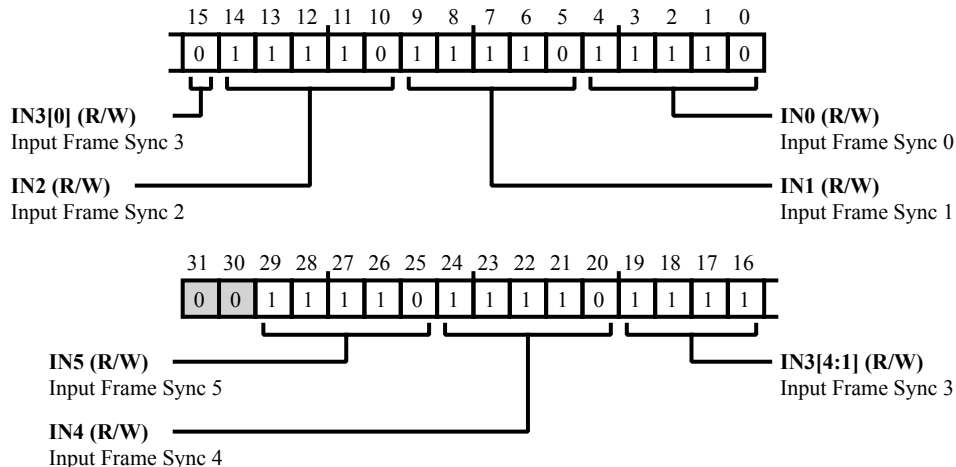 15 14 13 12 11 10 9 8 7 6 5 4 3 2 1 0
0 1 1 1 1 0 1 1 1 1 0 1 1 1 1 0
IN3[0] (R/W)
Input Frame Sync 3
IN0 (R/W)
Input Frame Sync 0
IN2 (R/W)
Input Frame Sync 2
IN1 (R/W)
Input Frame Sync 1
31 30 29 28 27 26 25 24 23 22 21 20 19 18 17 16
0 0 1 1 1 1 0 1 1 1 1 0 1 1 1 1
IN5 (R/W)
Input Frame Sync 5
IN3[4:1] (R/W)
Input Frame Sync 3
IN4 (R/W)
Input Frame Sync 4